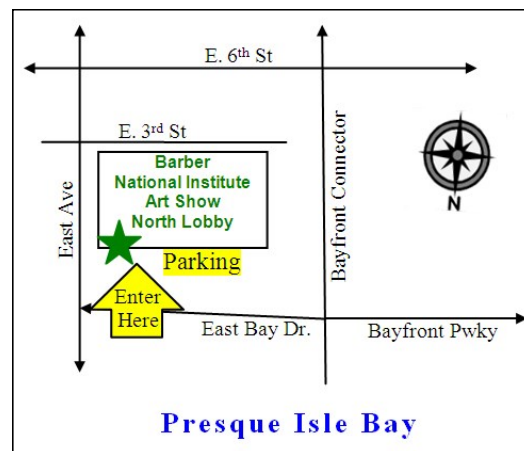 E. 6th St
E. 3rd St
Barber
National Institute
Art Show
North Lobby
East Ave
Bayfront Connector
N
Parking
Enter
Here
East Bay Dr.
Bayfront Pwky
Presque Isle Bay